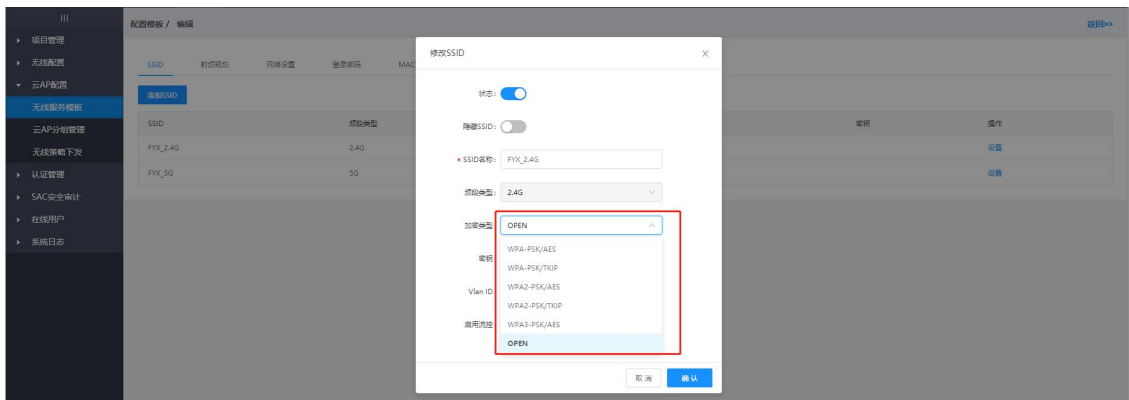 配置模板 / 编辑
返回>>
项目管理
无线配置
云AP配置
无线服务模板
云AP分组管理
无线策略下发
认证管理
SAC安全审计
在线用户
系统日志
SSID 射频规划 网络设置 登录密码 MAC
添加SSID
SSID 频段类型 密钥 操作
FYX_2.4G 2.4G 设置
FYX_5G 5G 设置
修改SSID
状态:
隐藏SSID:
* SSID名称: FYX_2.4G
频段类型: 2.4G
加密类型 OPEN
密钥
Vlan ID
启用流控
WPA-PSK/AES
WPA-PSK/TKIP
WPA2-PSK/AES
WPA2-PSK/TKIP
WPA3-PSK/AES
OPEN
取消 确认